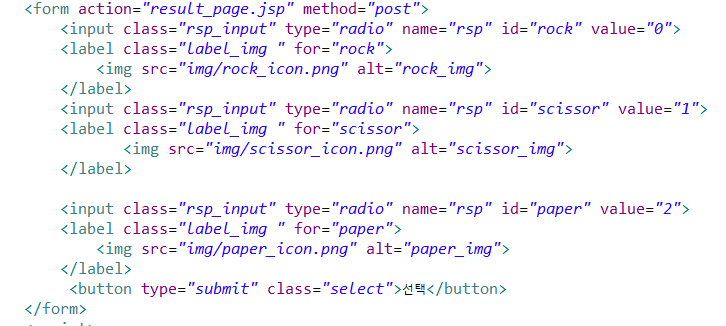 <form action="result_page.jsp" method="post">
<input class="rsp_input" type="radio" name="rsp" id="rock" value="0">
<label class="label_img " for="rock">
<img src="img/rock_icon.png" alt="rock_img">
</label>
<input class="rsp_input" type="radio" name="rsp" id="scissor" value="1">
<label class="label_img " for="scissor">
<img src="img/scissor_icon.png" alt="scissor_img">
</label>
<input class="rsp_input" type="radio" name="rsp" id="paper" value="2">
<label class="label_img " for="paper">
<img src="img/paper_icon.png" alt="paper_img">
</label>
<button type="submit" class="select">선택</button>
</form>